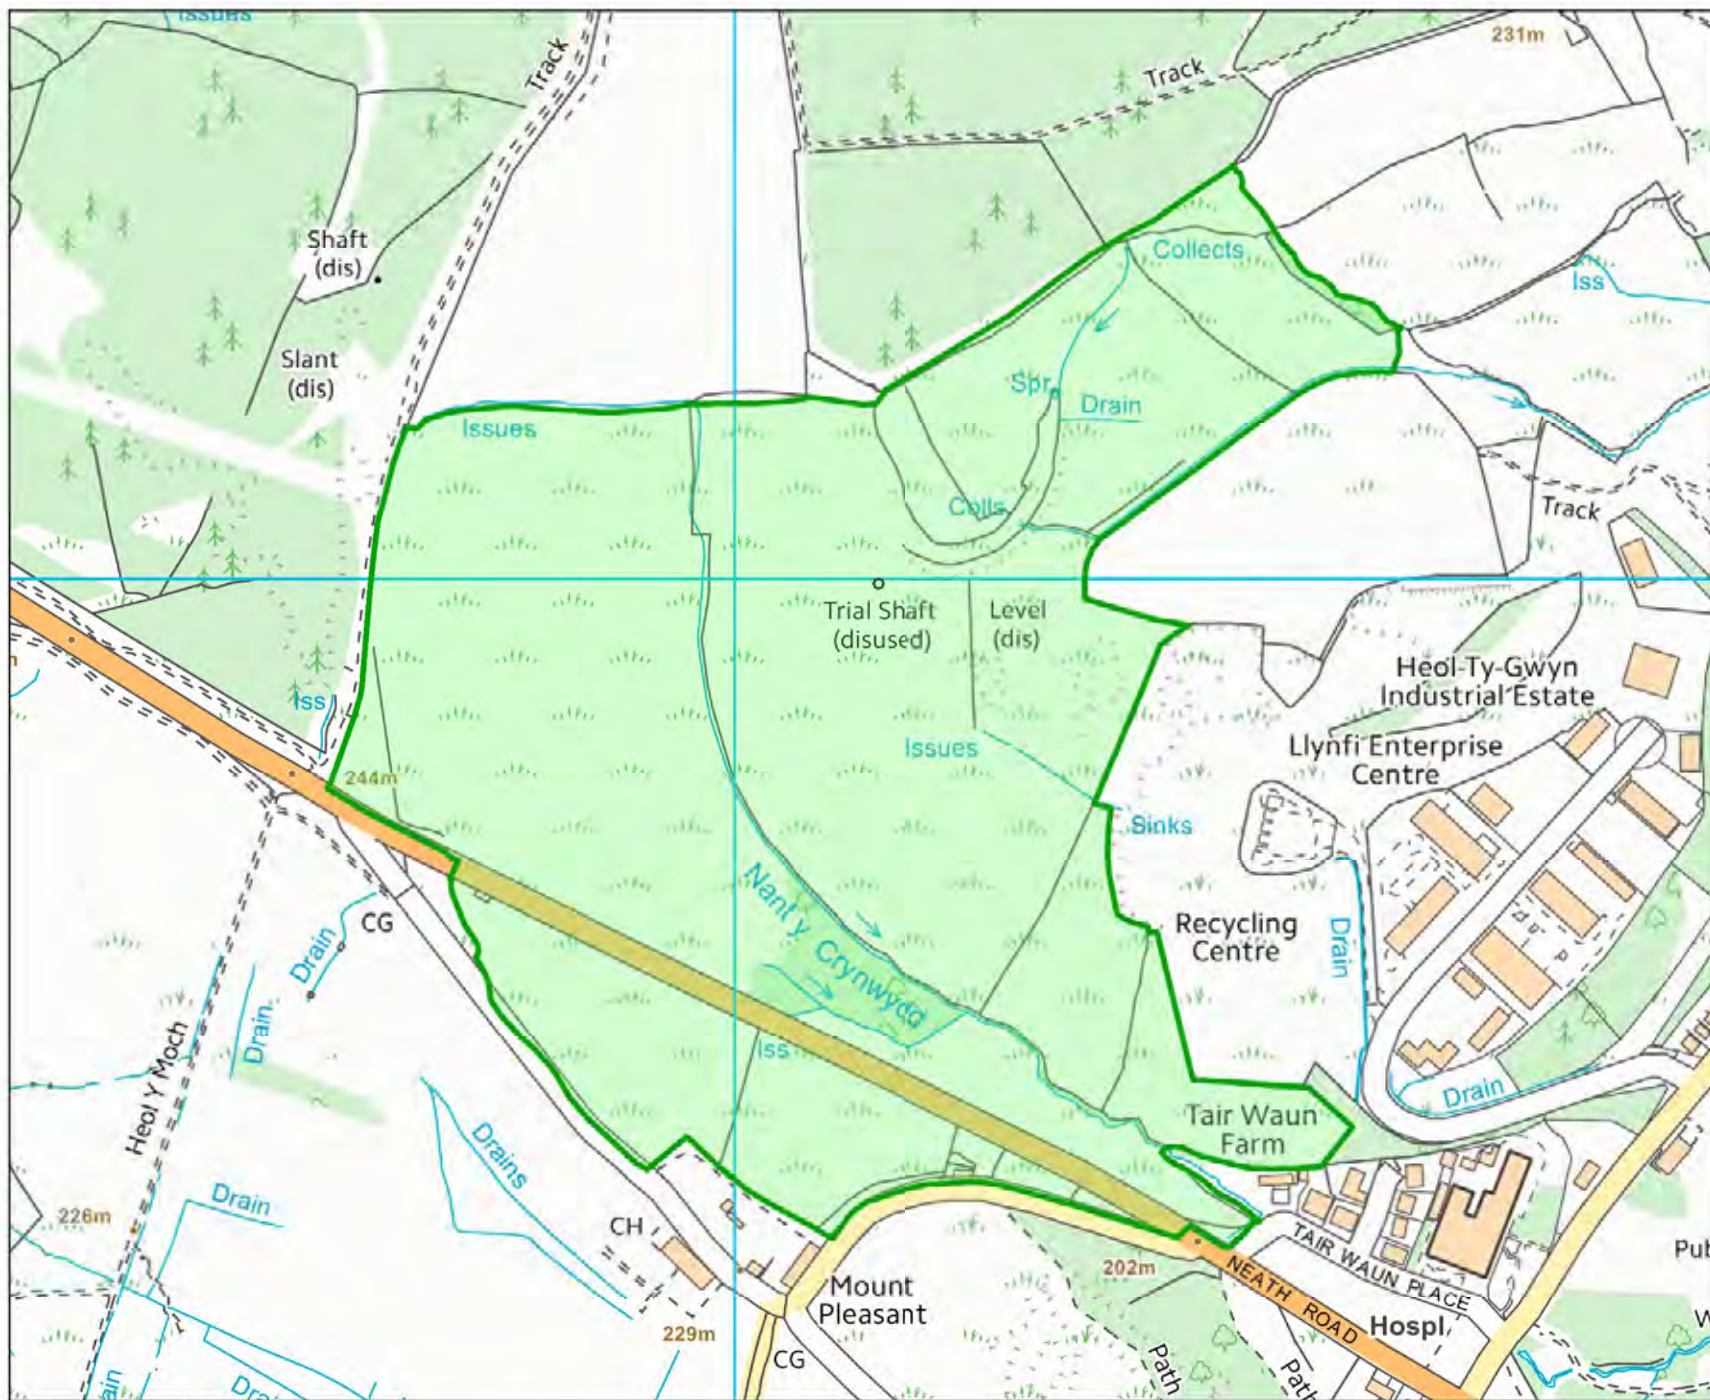 Issues
Track
231m
Track
Shaft
(dis)
Collects
Iss
Slant
(dis)
Spr
Drain
Issues
Colls
Track
Trial Shaft
(disused)
Level
(dis)
Heol-Ty-Gwyn
Industrial Estate
Iss
Issues
Llynfi Enterprise
Centre
244m
Sinks
Nant y Crynwydd
CG
Recycling
Centre
Drain
Drain
Drain
Iss
Heol Y Moch
Drain
Drains
Tair Waun
Farm
Drain
226m
CH
202m
TAIR WAUN PLACE
NEATH ROAD
Mount
Pleasant
Hospl
229m
CG
Path